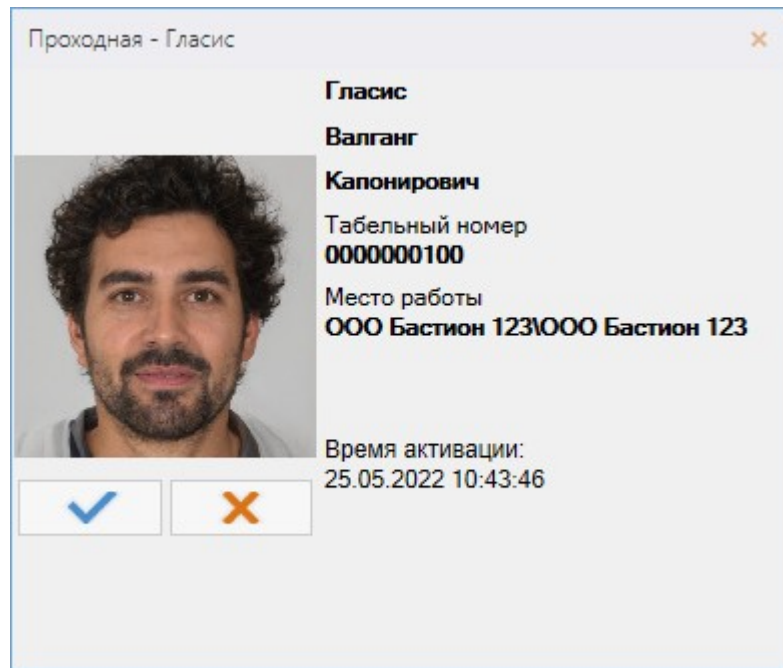 Проходная - Гласис
Гласис
Валганг
Капонирович
Табельный номер
0000000100
Место работы
ООО Бастион 123\ООО Бастион 123
Время активации:
25.05.2022 10:43:46